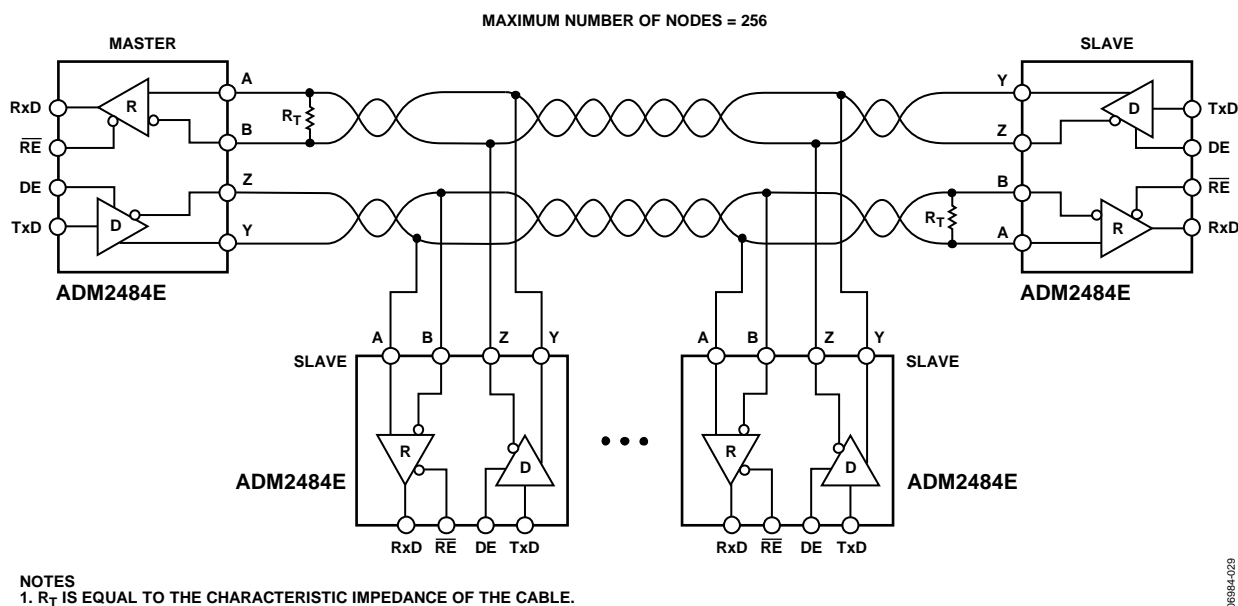 MAXIMUM NUMBER OF NODES = 256
MASTER
SLAVE
A
Y
RxD
R
RT
D
TxD
B
Z
RE
DE
DE
Z
B
RE
TxD
D
RT
R
RxD
Y
A
ADM2484E
ADM2484E
A B Z Y
A B Z Y
SLAVE
SLAVE
R D
R D
ADM2484E
ADM2484E
RxD RE DE TxD
RxD RE DE TxD
NOTES
1. RT IS EQUAL TO THE CHARACTERISTIC IMPEDANCE OF THE CABLE.
06984-029